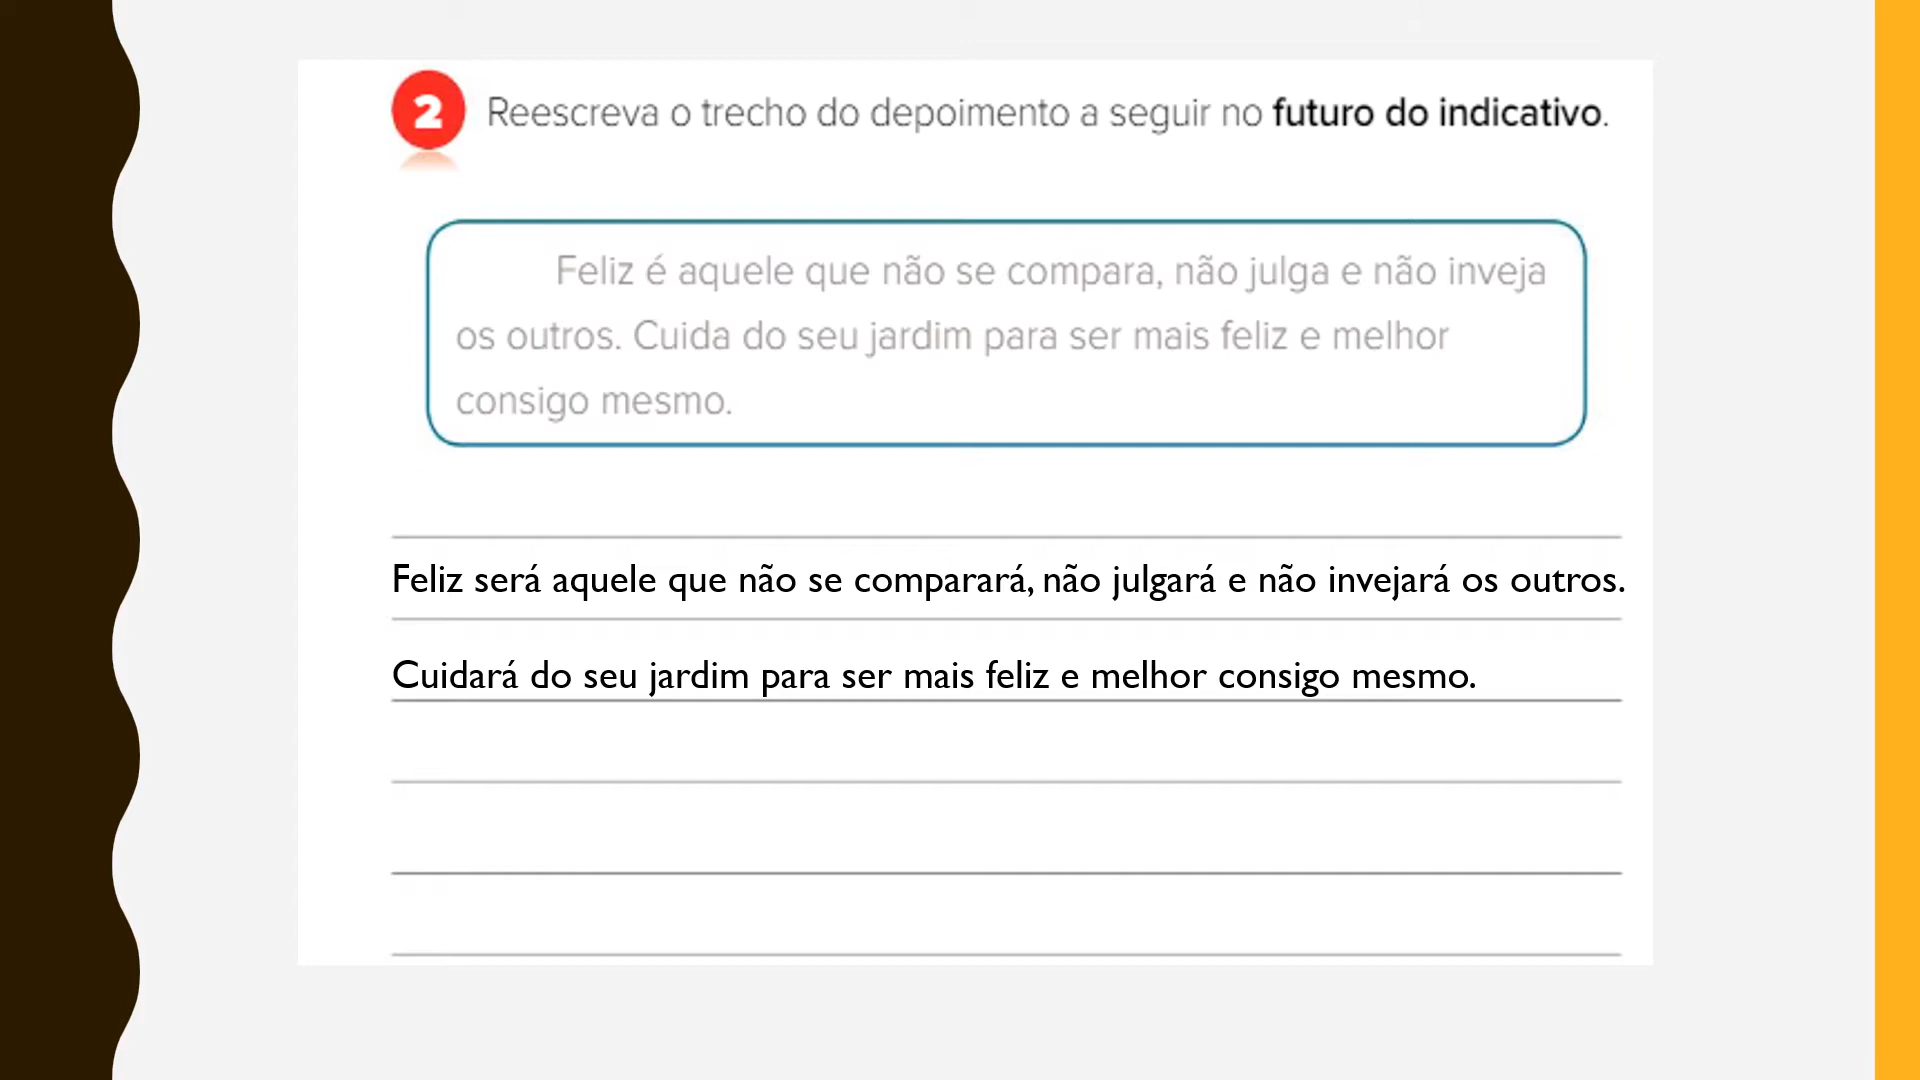 2 Reescreva o trecho do depoimento a seguir no futuro do indicativo.
Feliz é aquele que não se compara, não julga e não inveja
os outros. Cuida do seu jardim para ser mais feliz e melhor
consigo mesmo.
Feliz será aquele que não se comparará, não julgará e não invejará os outros.
Cuidará do seu jardim para ser mais feliz e melhor consigo mesmo.